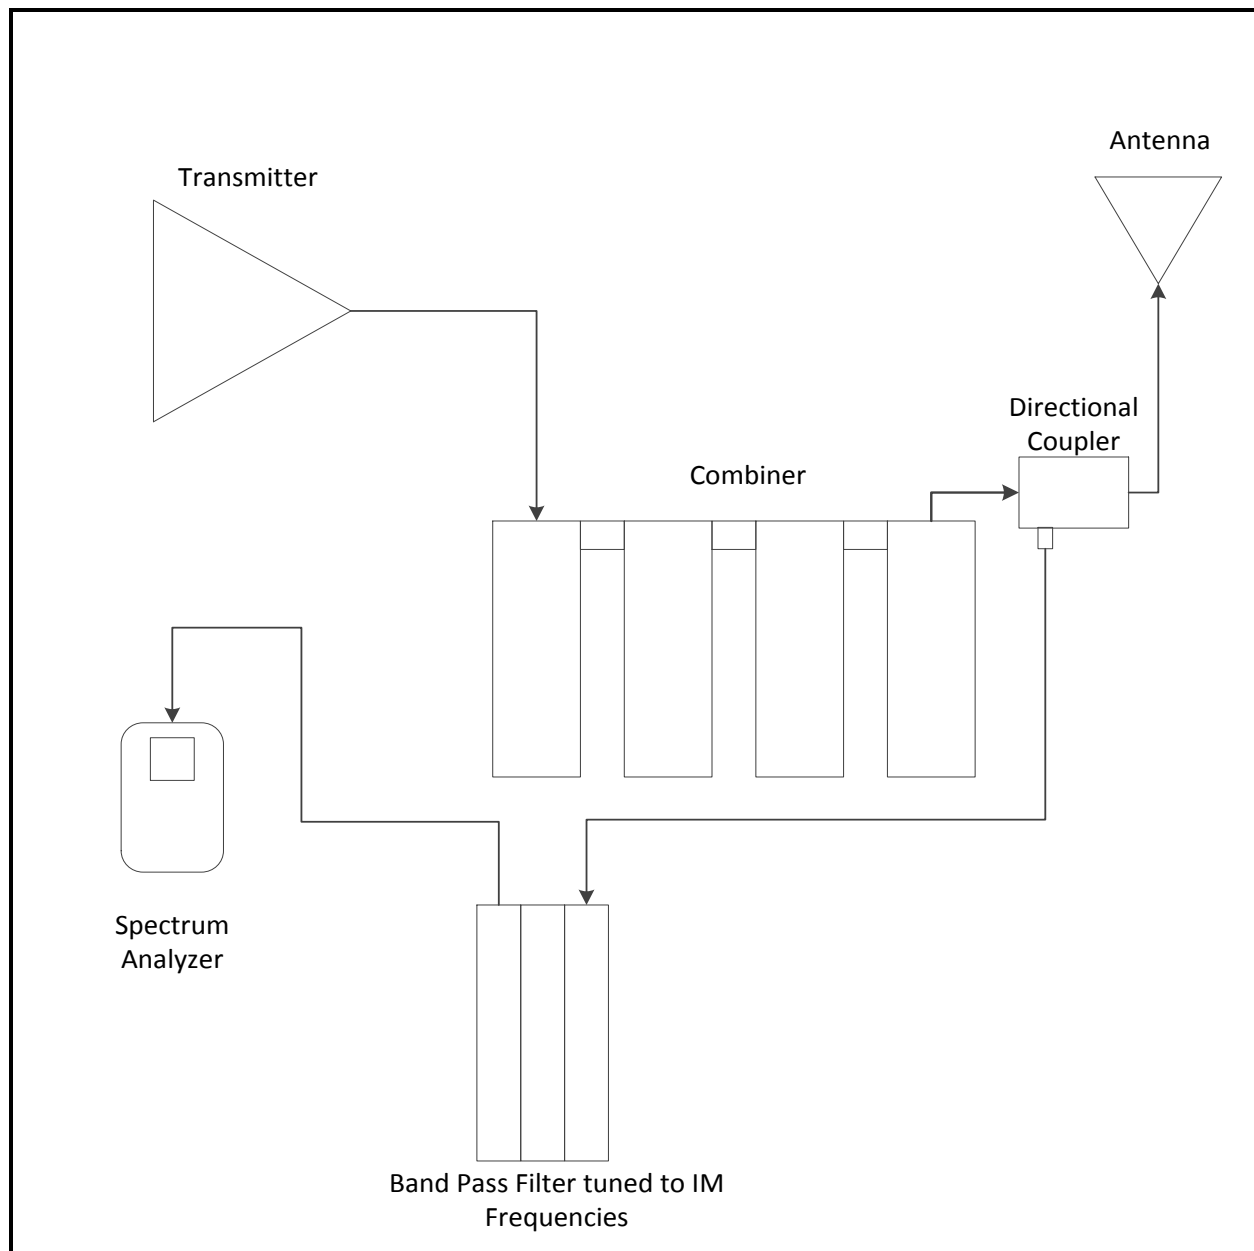 Antenna
Transmitter
Directional
Coupler
Combiner
Spectrum
Analyzer
Band Pass Filter tuned to IM
Frequencies